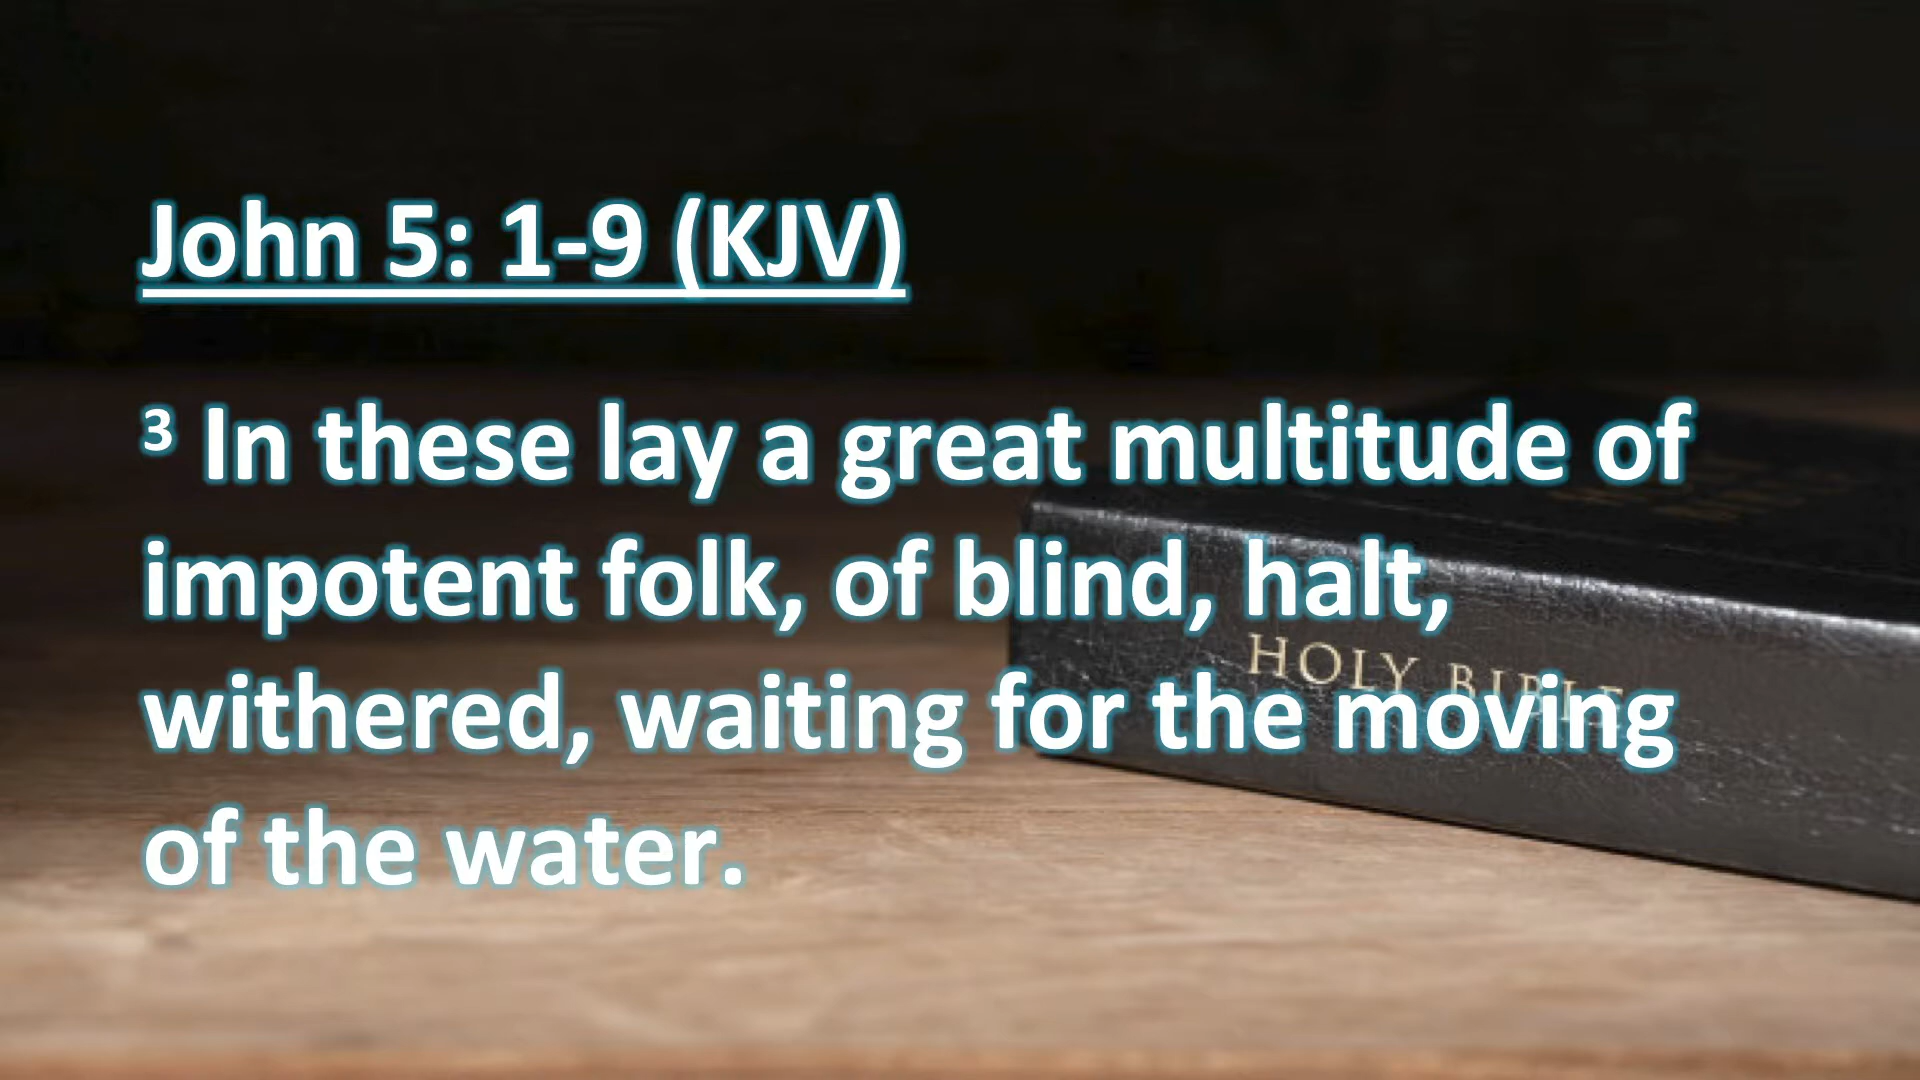 John 5: 1-9 (KJV)
³ In these lay a great multitude of
impotent folk, of blind, halt,
HOLY BIBLE
withered, waiting for the moving
of the water.